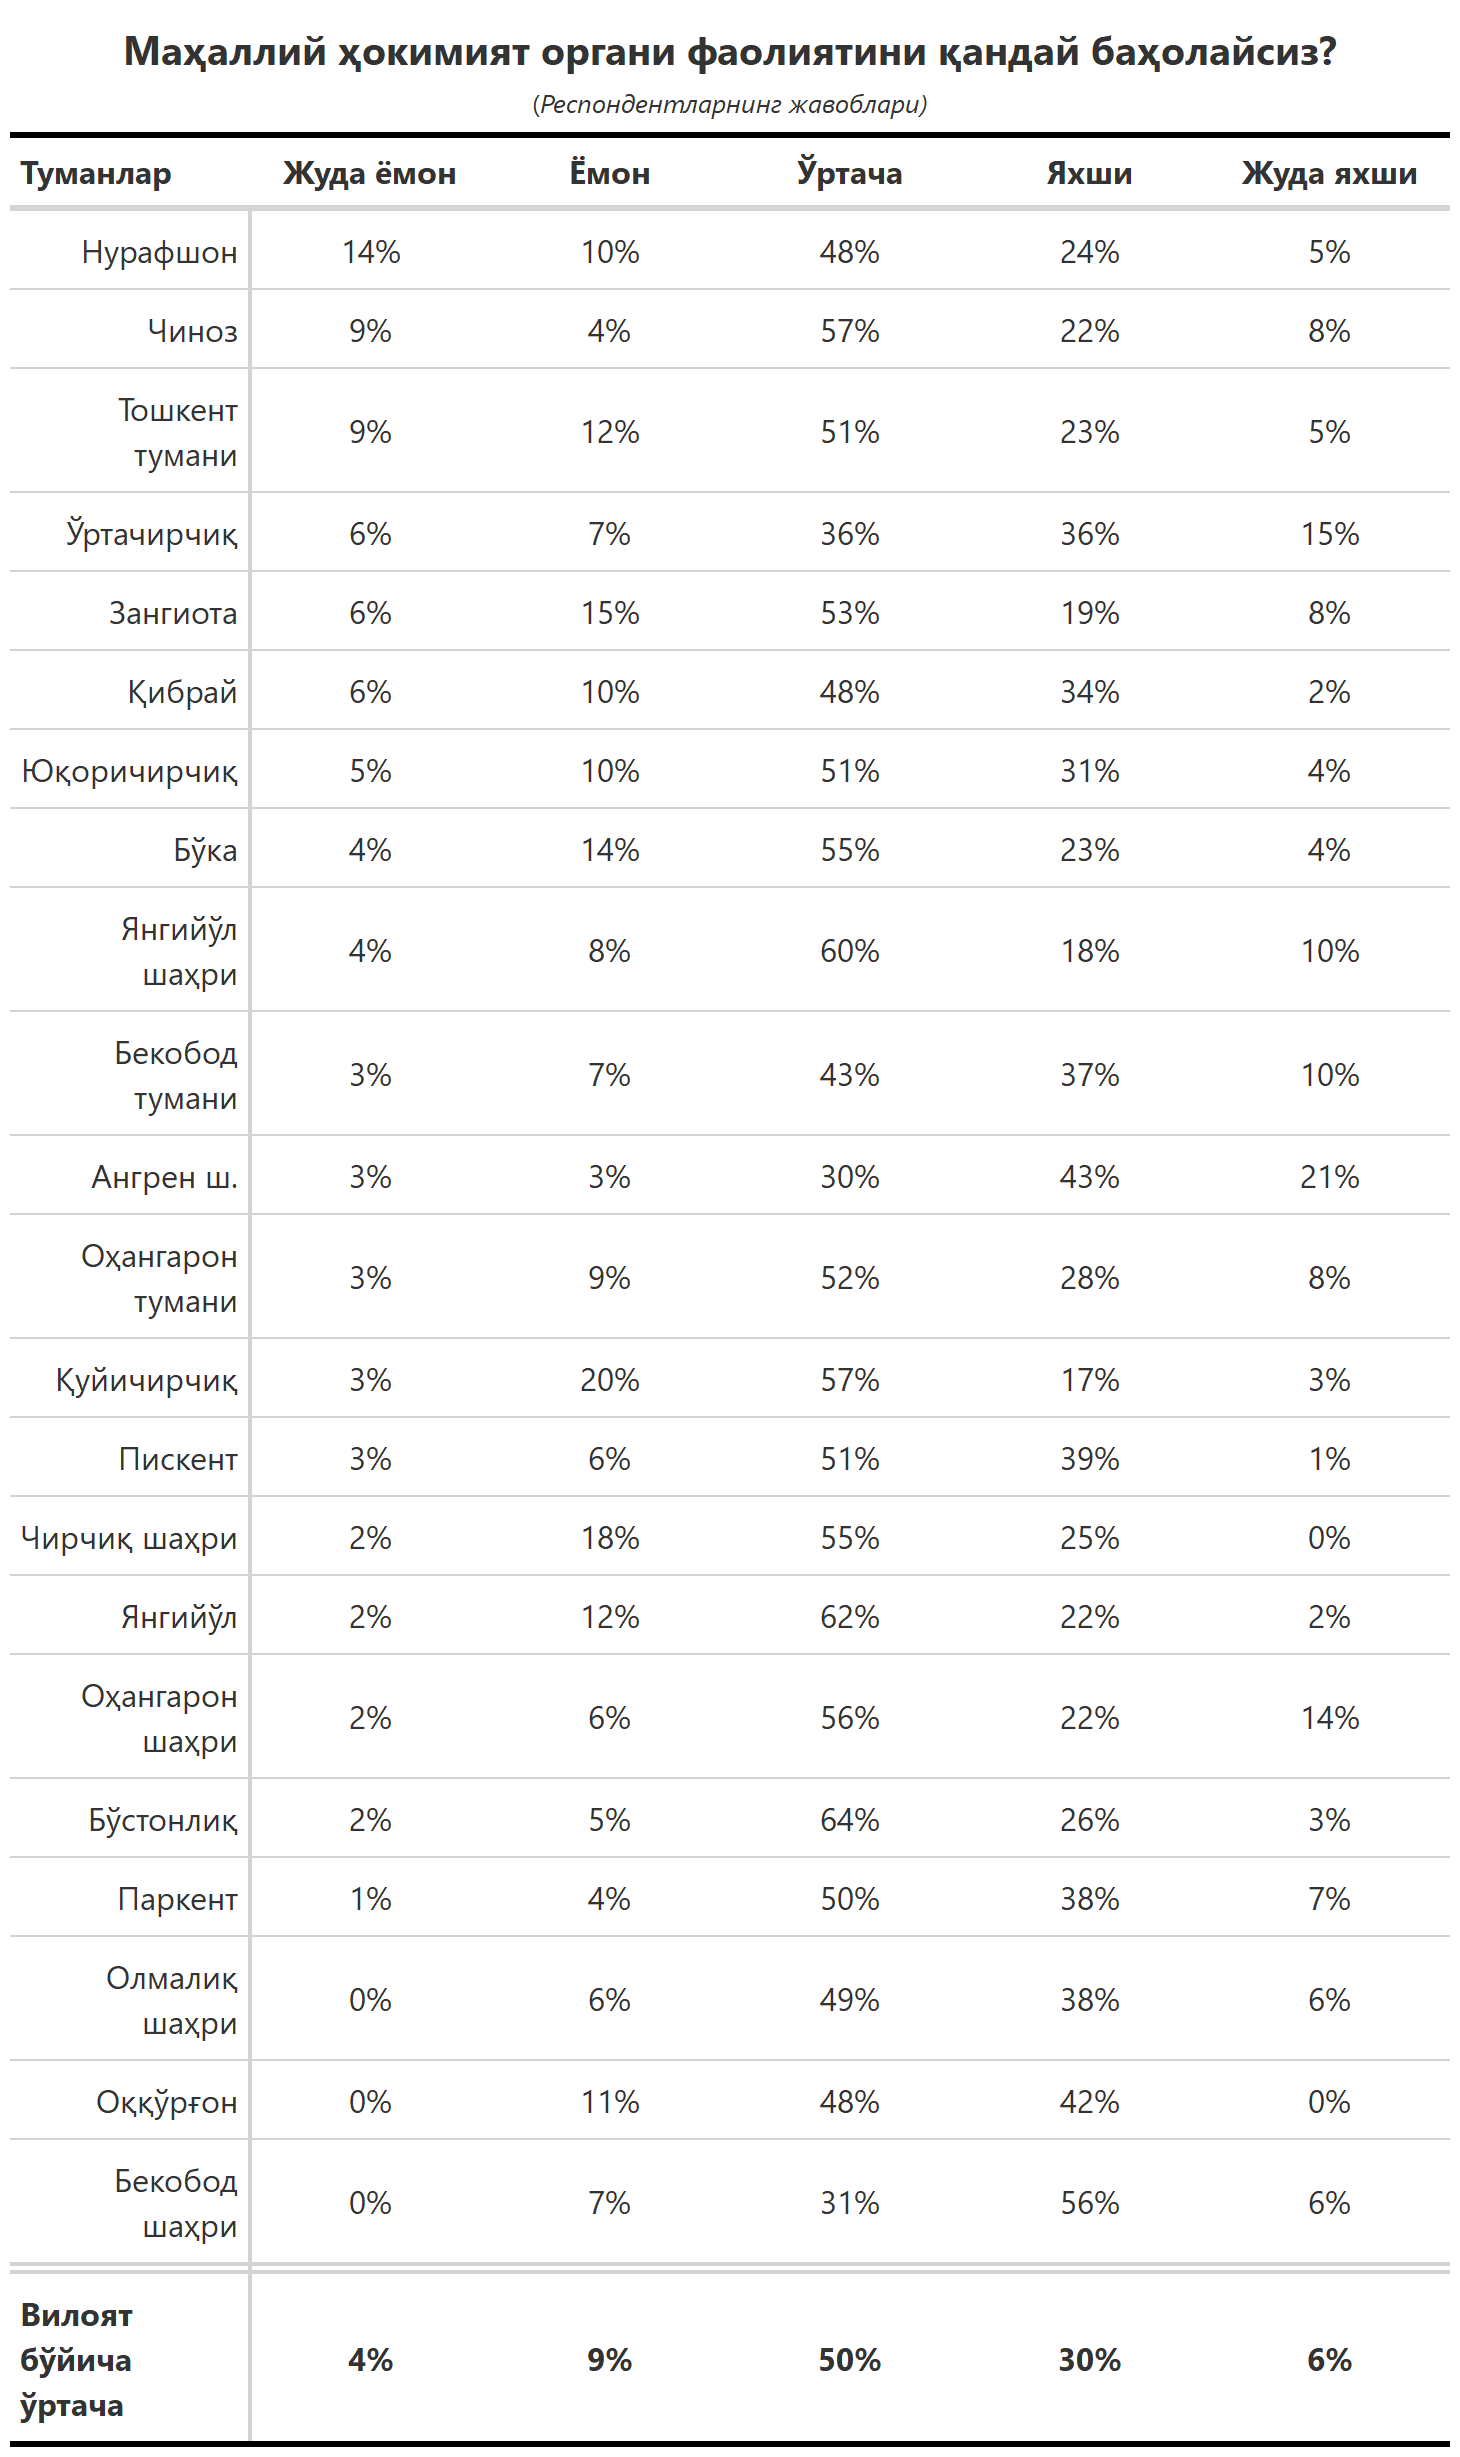 Маҳаллий ҳокимият органи фаолиятини қандай баҳолайсиз?
(Респондентларнинг жавоблари)
Туманлар Жуда ёмон Ёмон Ўртача Яхши Жуда яхши
Нурафшон 14% 10% 48% 24% 5%
Чиноз 9% 4% 57% 22% 8%
Тошкент
тумани 9% 12% 51% 23% 5%
Ўртачирчиқ 6% 7% 36% 36% 15%
Зангиота 6% 15% 53% 19% 8%
Қибрай 6% 10% 48% 34% 2%
Юқоричирчиқ 5% 10% 51% 31% 4%
Бўка 4% 14% 55% 23% 4%
Янгийўл
шаҳри 4% 8% 60% 18% 10%
Бекобод
тумани 3% 7% 43% 37% 10%
Ангрен ш. 3% 3% 30% 43% 21%
Оҳангарон
тумани 3% 9% 52% 28% 8%
Қуйичирчиқ 3% 20% 57% 17% 3%
Пискент 3% 6% 51% 39% 1%
Чирчиқ шаҳри 2% 18% 55% 25% 0%
Янгийўл 2% 12% 62% 22% 2%
Оҳангарон
шаҳри 2% 6% 56% 22% 14%
Бўстонлиқ 2% 5% 64% 26% 3%
Паркент 1% 4% 50% 38% 7%
Олмалиқ
шаҳри 0% 6% 49% 38% 6%
Оққўрғон 0% 11% 48% 42% 0%
Бекобод
шаҳри 0% 7% 31% 56% 6%
Вилоят
бўйича
ўртача 4% 9% 50% 30% 6%